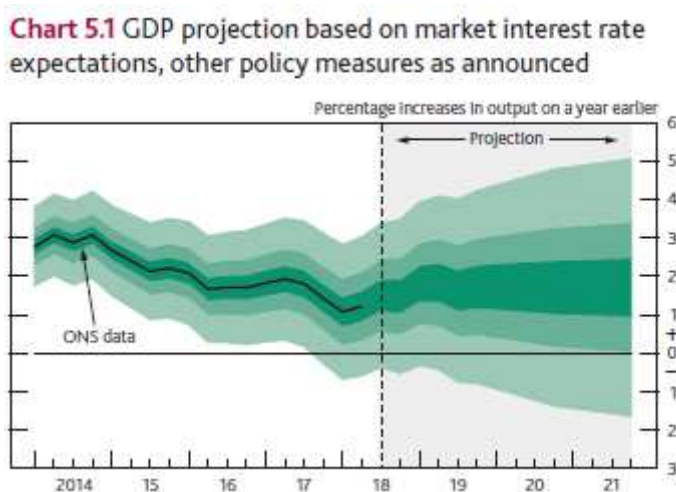 Chart 5.1 GDP projection based on market interest rate
expectations, other policy measures as announced
Percentage increases in output on a year earlier
Projection
ONS data
6
5
4
3
2
1
+
0
–
1
2
3
2014 15 16 17 18 19 20 21